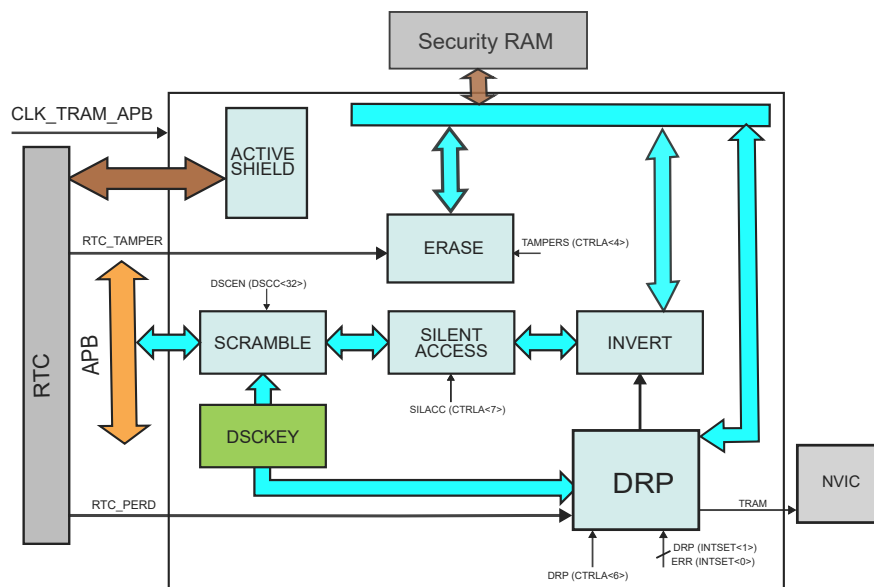 Security RAM
CLK_TRAM_APB
ACTIVE
SHIELD
RTC_TAMPER
ERASE
TAMPERS (CTRLA<4>)
DSCEN (DSCC<32>)
RTC
APB
SCRAMBLE
SILENT
ACCESS
INVERT
SILACC (CTRLA<7>)
DSCKEY
DRP
NVIC
RTC_PERD
TRAM
DRP (INTSET<1>)
ERR (INTSET<0>)
DRP (CTRLA<6>)